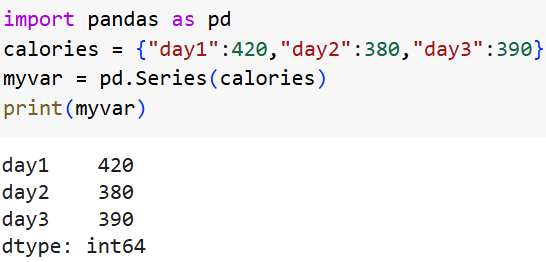 import pandas as pd
calories = {"day1":420,"day2":380,"day3":390}
myvar = pd.Series(calories)
print(myvar)
day1    420
day2    380
day3    390
dtype: int64